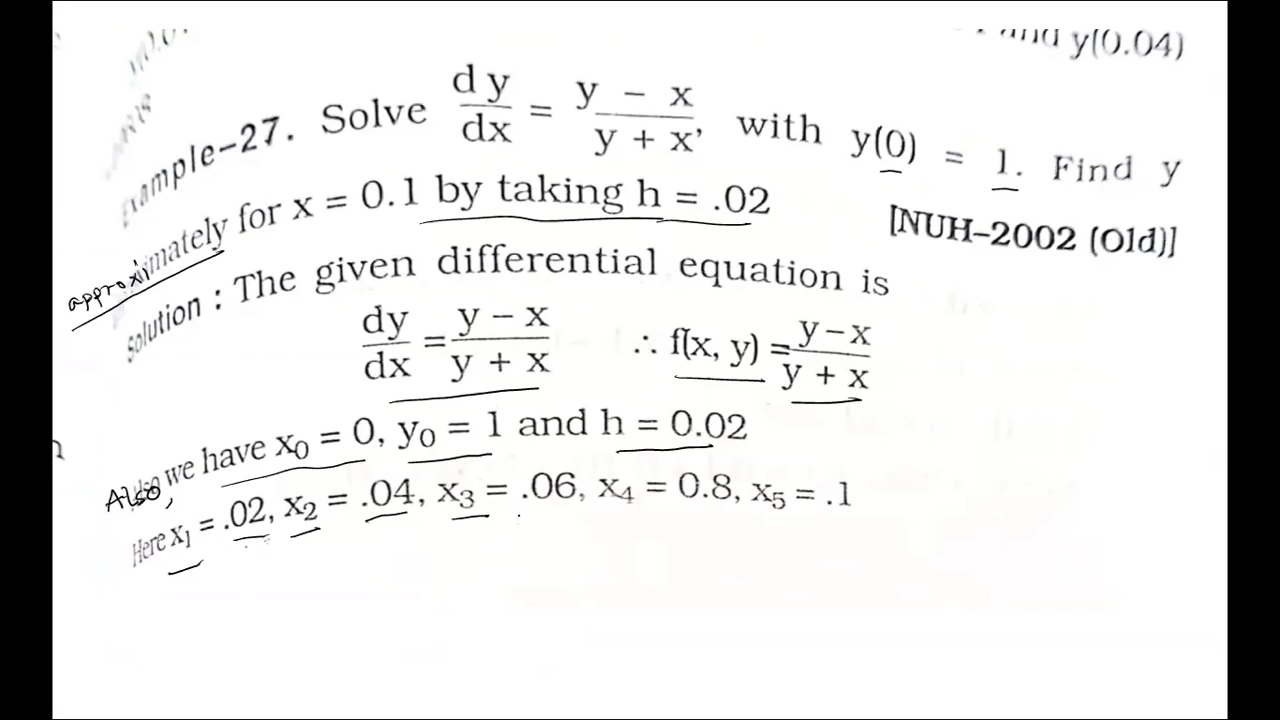 and y(0.04)
Example-27. Solve dy/dx = (y - x)/(y + x), with y(0) = 1. Find y
approximately for x = 0.1 by taking h = .02
[NUH-2002 (Old)]
Solution : The given differential equation is
dy/dx = (y - x)/(y + x) ∴ f(x, y) = (y-x)/(y + x)
Also, we have x₀ = 0, y₀ = 1 and h = 0.02
Here x₁ = .02, x₂ = .04, x₃ = .06, x₄ = 0.8, x₅ = .1